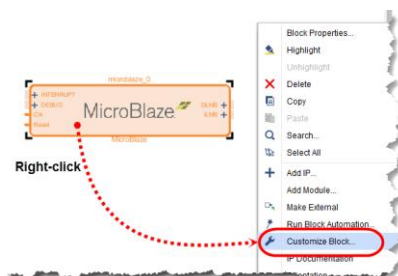 microblaze_0
INTERRUPT
DEBUG
Clk
Reset
MicroBlaze
DLMB
ILMB
MicroBlaze
Right-click
Block Properties...
Highlight
Unhighlight
Delete
Copy
Paste
Search...
Select All
Add IP...
Add Module...
Make External
Run Block Automation...
Customize Block...
IP Documentation